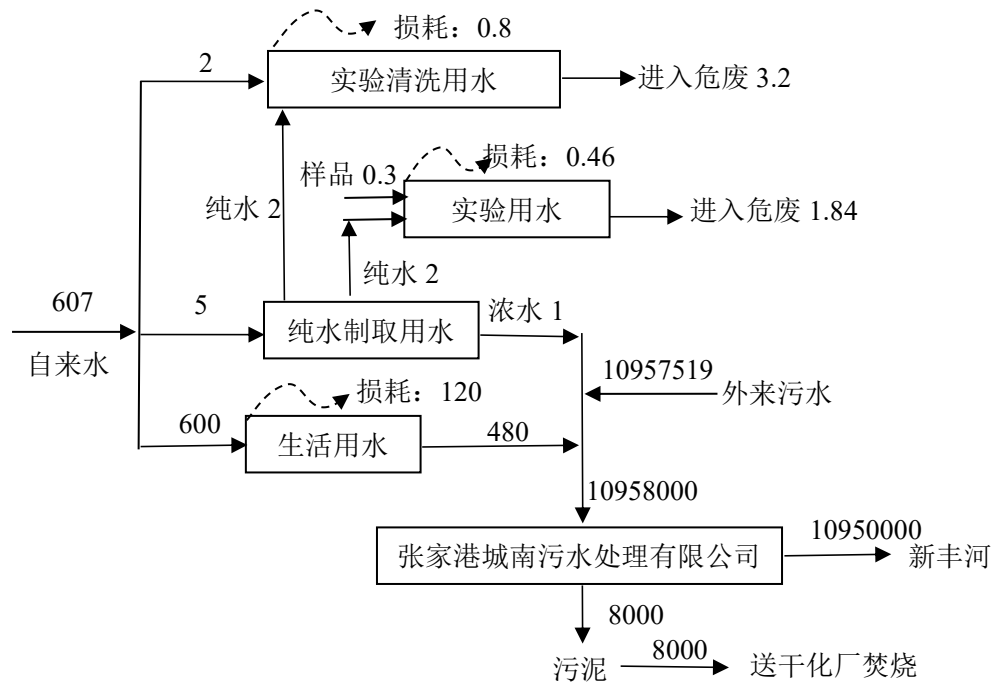 损耗：0.8
2
实验清洗用水
进入危废 3.2
损耗：0.46
样品 0.3
纯水 2
实验用水
进入危废 1.84
纯水 2
607
5
浓水 1
纯水制取用水
自来水
10957519
外来污水
损耗：120
600
生活用水
480
10958000
张家港城南污水处理有限公司
10950000
新丰河
8000
8000
污泥
送干化厂焚烧